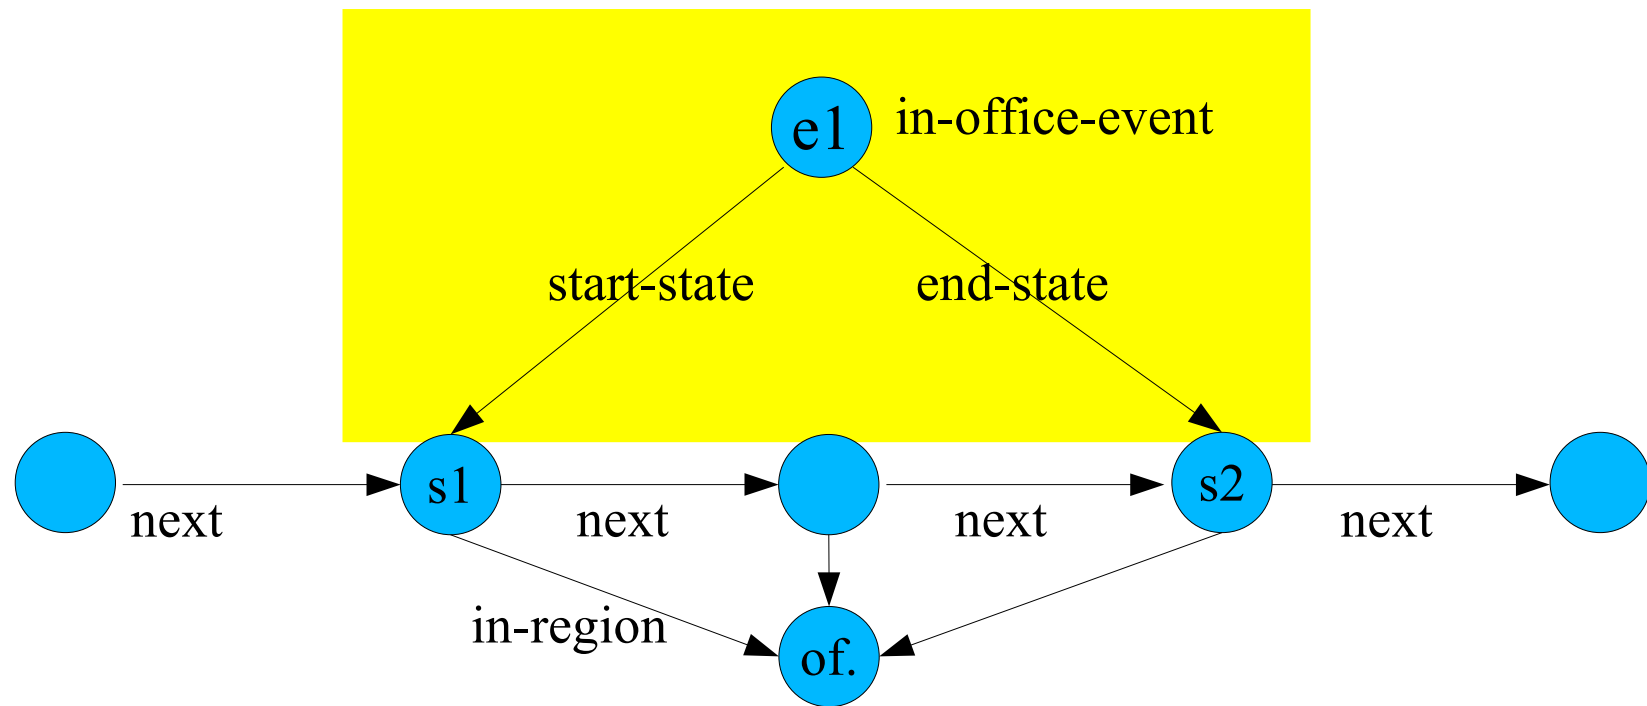 e1 in-office-event
start-state end-state
s1 s2
next next next next
in-region
of.